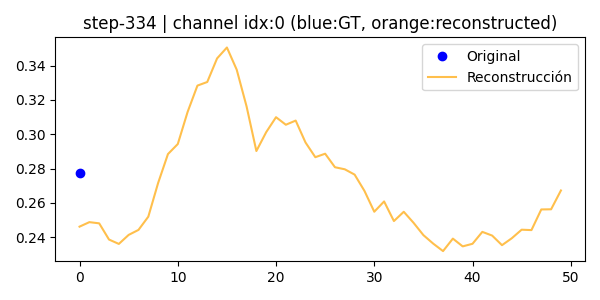 step-334 | channel idx:0 (blue:GT, orange:reconstructed)
Original
Reconstrucción
0.34
0.32
0.30
0.28
0.26
0.24
0 10 20 30 40 50